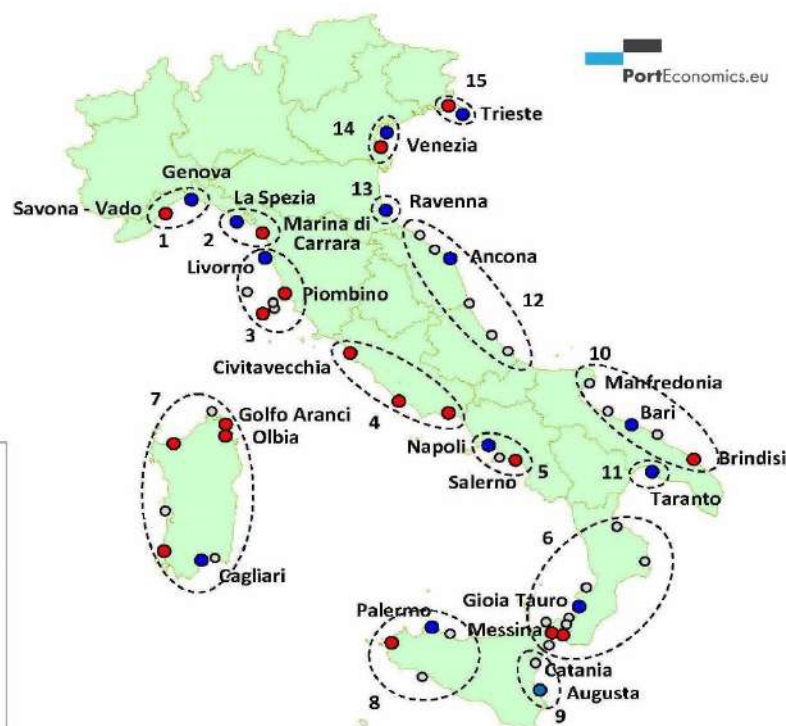 15
PortEconomics.eu
Trieste
14
Venezia
Genova
13
Savona - Vado
La Spezia
Ravenna
1
2
Marina di
Carrara
Ancona
Livorno
Piombino
12
3
10
Civitavecchia
Manfredonia
7
4
Bari
Golfo Aranci
Olbia
Napoli
11
Brindisi
Salerno
5
Taranto
6
Cagliari
Gioia Tauro
Palermo
Messina
Catania
Augusta
8
9